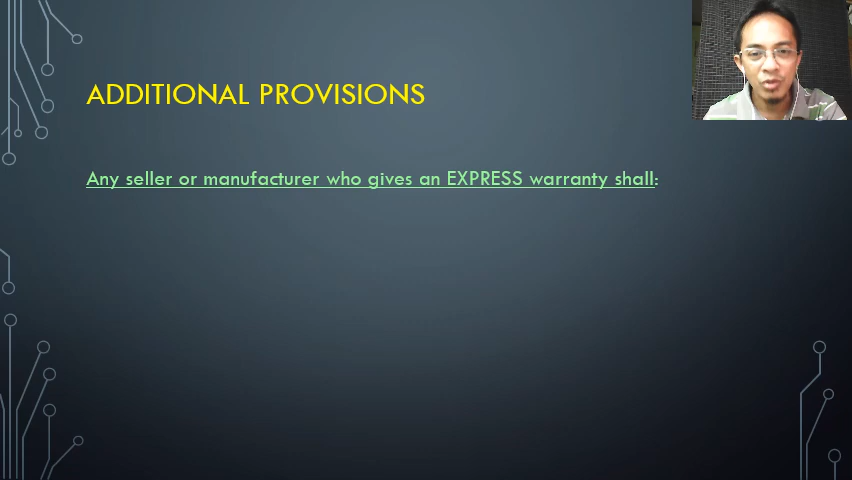 ADDITIONAL PROVISIONS
Any seller or manufacturer who gives an EXPRESS warranty shall: